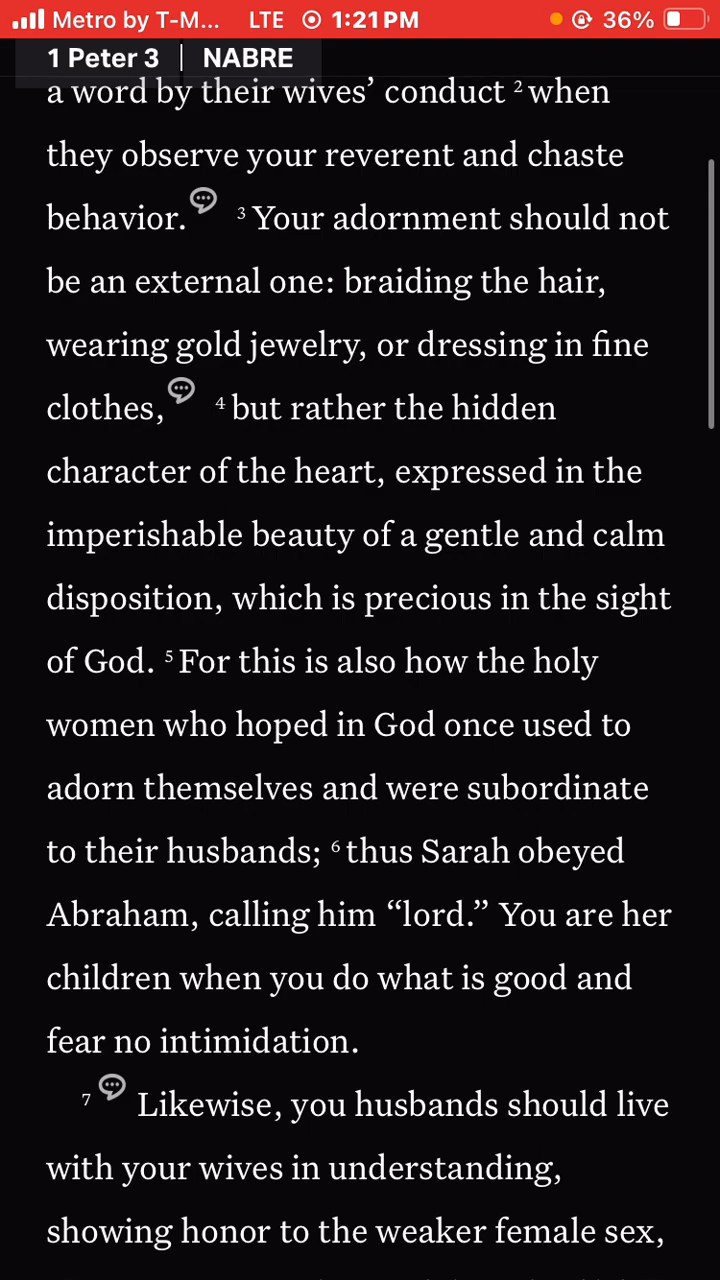 Metro by T-M... LTE 1:21PM 36%
1 Peter 3 | NABRE
a word by their wives’ conduct 2 when
they observe your reverent and chaste
behavior. 3 Your adornment should not
be an external one: braiding the hair,
wearing gold jewelry, or dressing in fine
clothes, 4 but rather the hidden
character of the heart, expressed in the
imperishable beauty of a gentle and calm
disposition, which is precious in the sight
of God. 5 For this is also how the holy
women who hoped in God once used to
adorn themselves and were subordinate
to their husbands; 6 thus Sarah obeyed
Abraham, calling him “lord.” You are her
children when you do what is good and
fear no intimidation.
7 Likewise, you husbands should live
with your wives in understanding,
showing honor to the weaker female sex,